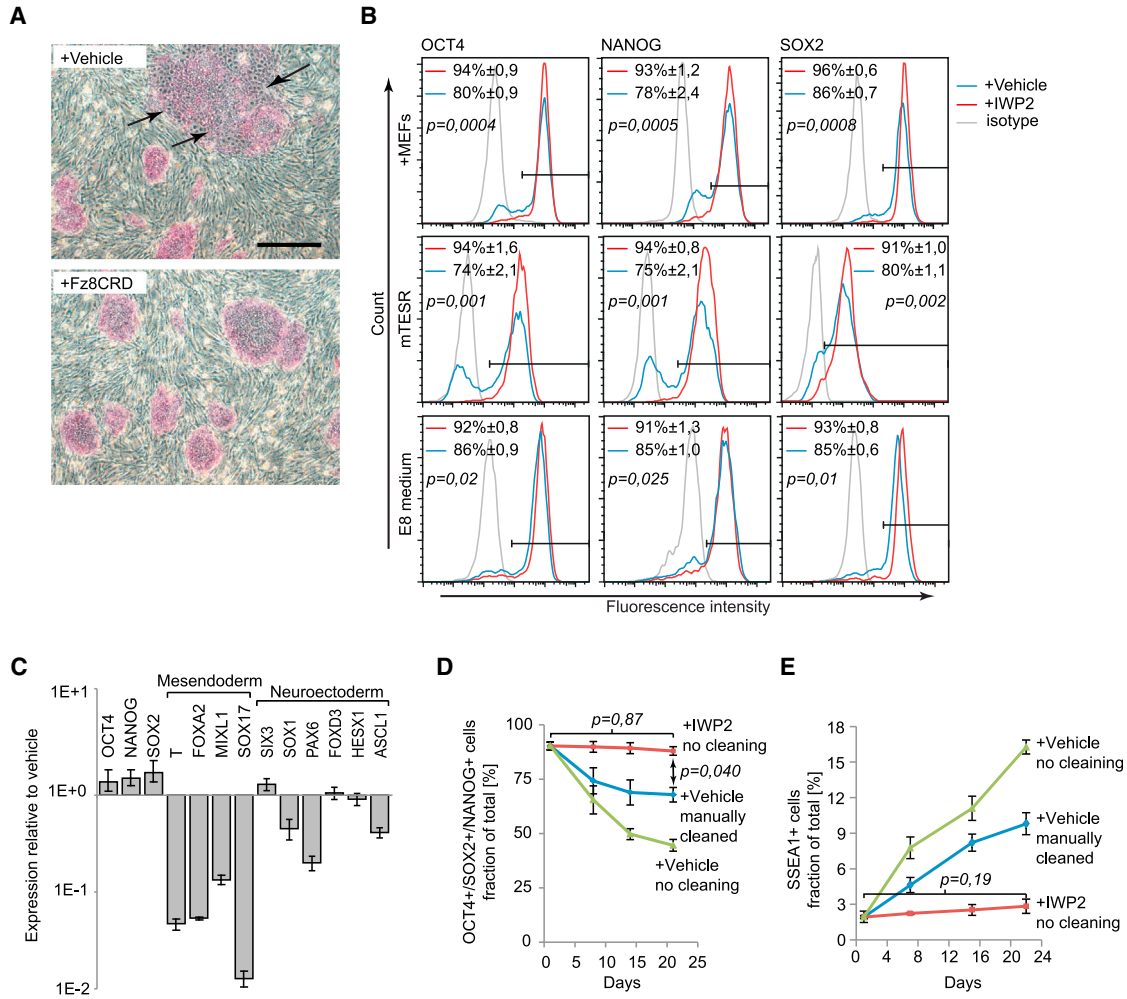 A
+Vehicle
+Fz8CRD
B
OCT4
NANOG
SOX2
+MEFs
94%±0,9
80%±0,9
p=0,0004
93%±1,2
78%±2,4
p=0,0005
96%±0,6
86%±0,7
p=0,0008
+Vehicle
+IWP2
isotype
mTESR
94%±1,6
74%±2,1
p=0,001
94%±0,8
75%±2,1
p=0,001
91%±1,0
80%±1,1
p=0,002
E8 medium
92%±0,8
86%±0,9
p=0,02
91%±1,3
85%±1,0
p=0,025
93%±0,8
85%±0,6
p=0,01
Count
Fluorescence intensity
C
Expression relative to vehicle
1E+1
1E+0
1E-1
1E-2
Mesendoderm
Neuroectoderm
OCT4
NANOG
SOX2
T
FOXA2
MIXL1
SOX17
SIX3
SOX1
PAX6
FOXD3
HESX1
ASCL1
D
OCT4+/SOX2+/NANOG+ cells
fraction of total [%]
100
75
50
25
0
p=0,87
+IWP2
no cleaning
p=0,040
+Vehicle
manually
cleaned
+Vehicle
no cleaning
0 5 10 15 20 25
Days
E
SSEA1+ cells
fraction of total [%]
18
15
12
9
6
3
0
+Vehicle
no cleaining
+Vehicle
manually
cleaned
p=0,19
+IWP2
no cleaning
0 4 8 12 16 20 24
Days